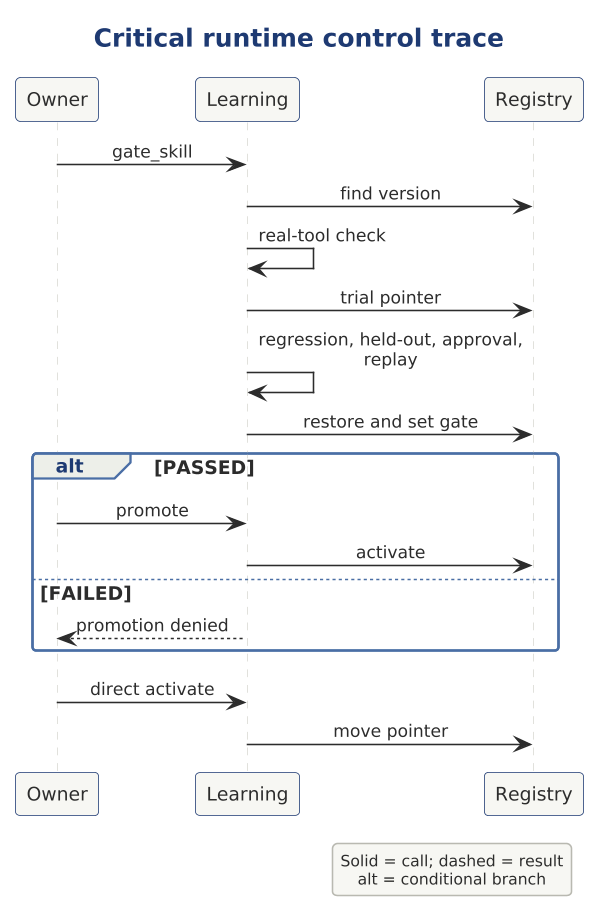 Critical runtime control trace
Owner
Learning
Registry
gate_skill
find version
real-tool check
trial pointer
regression, held-out, approval,
replay
restore and set gate
alt [PASSED]
promote
activate
[FAILED]
promotion denied
direct activate
move pointer
Owner
Learning
Registry
Solid = call; dashed = result
alt = conditional branch